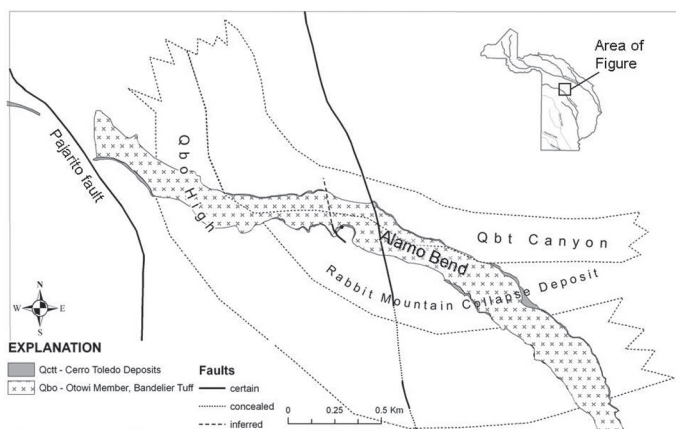 Area of
Figure
Pajarito fault
Qbo High
Alamo Bend
Qbt Canyon
Rabbit Mountain Collapse Deposit
N
W
E
S
EXPLANATION
Qctt - Cerro Toledo Deposits
Qbo - Otowi Member, Bandelier Tuff
Faults
certain
concealed
inferred
0 0.25 0.5 Km